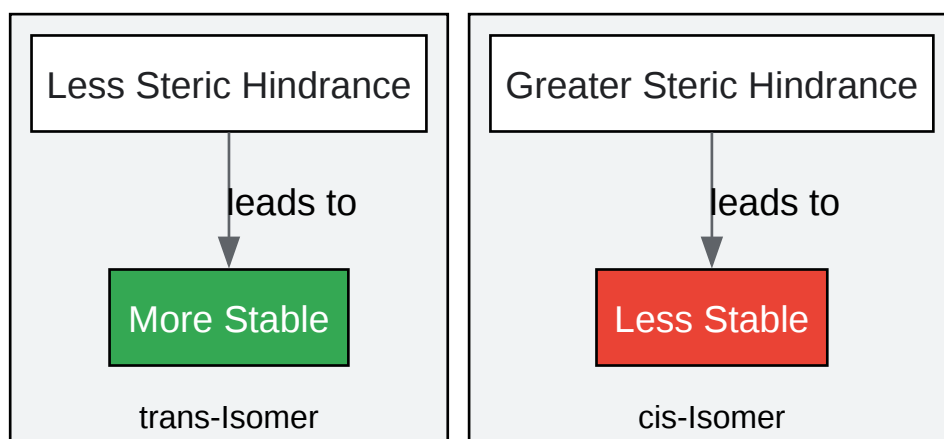 Less Steric Hindrance
leads to
More Stable
trans-Isomer
Greater Steric Hindrance
leads to
Less Stable
cis-Isomer